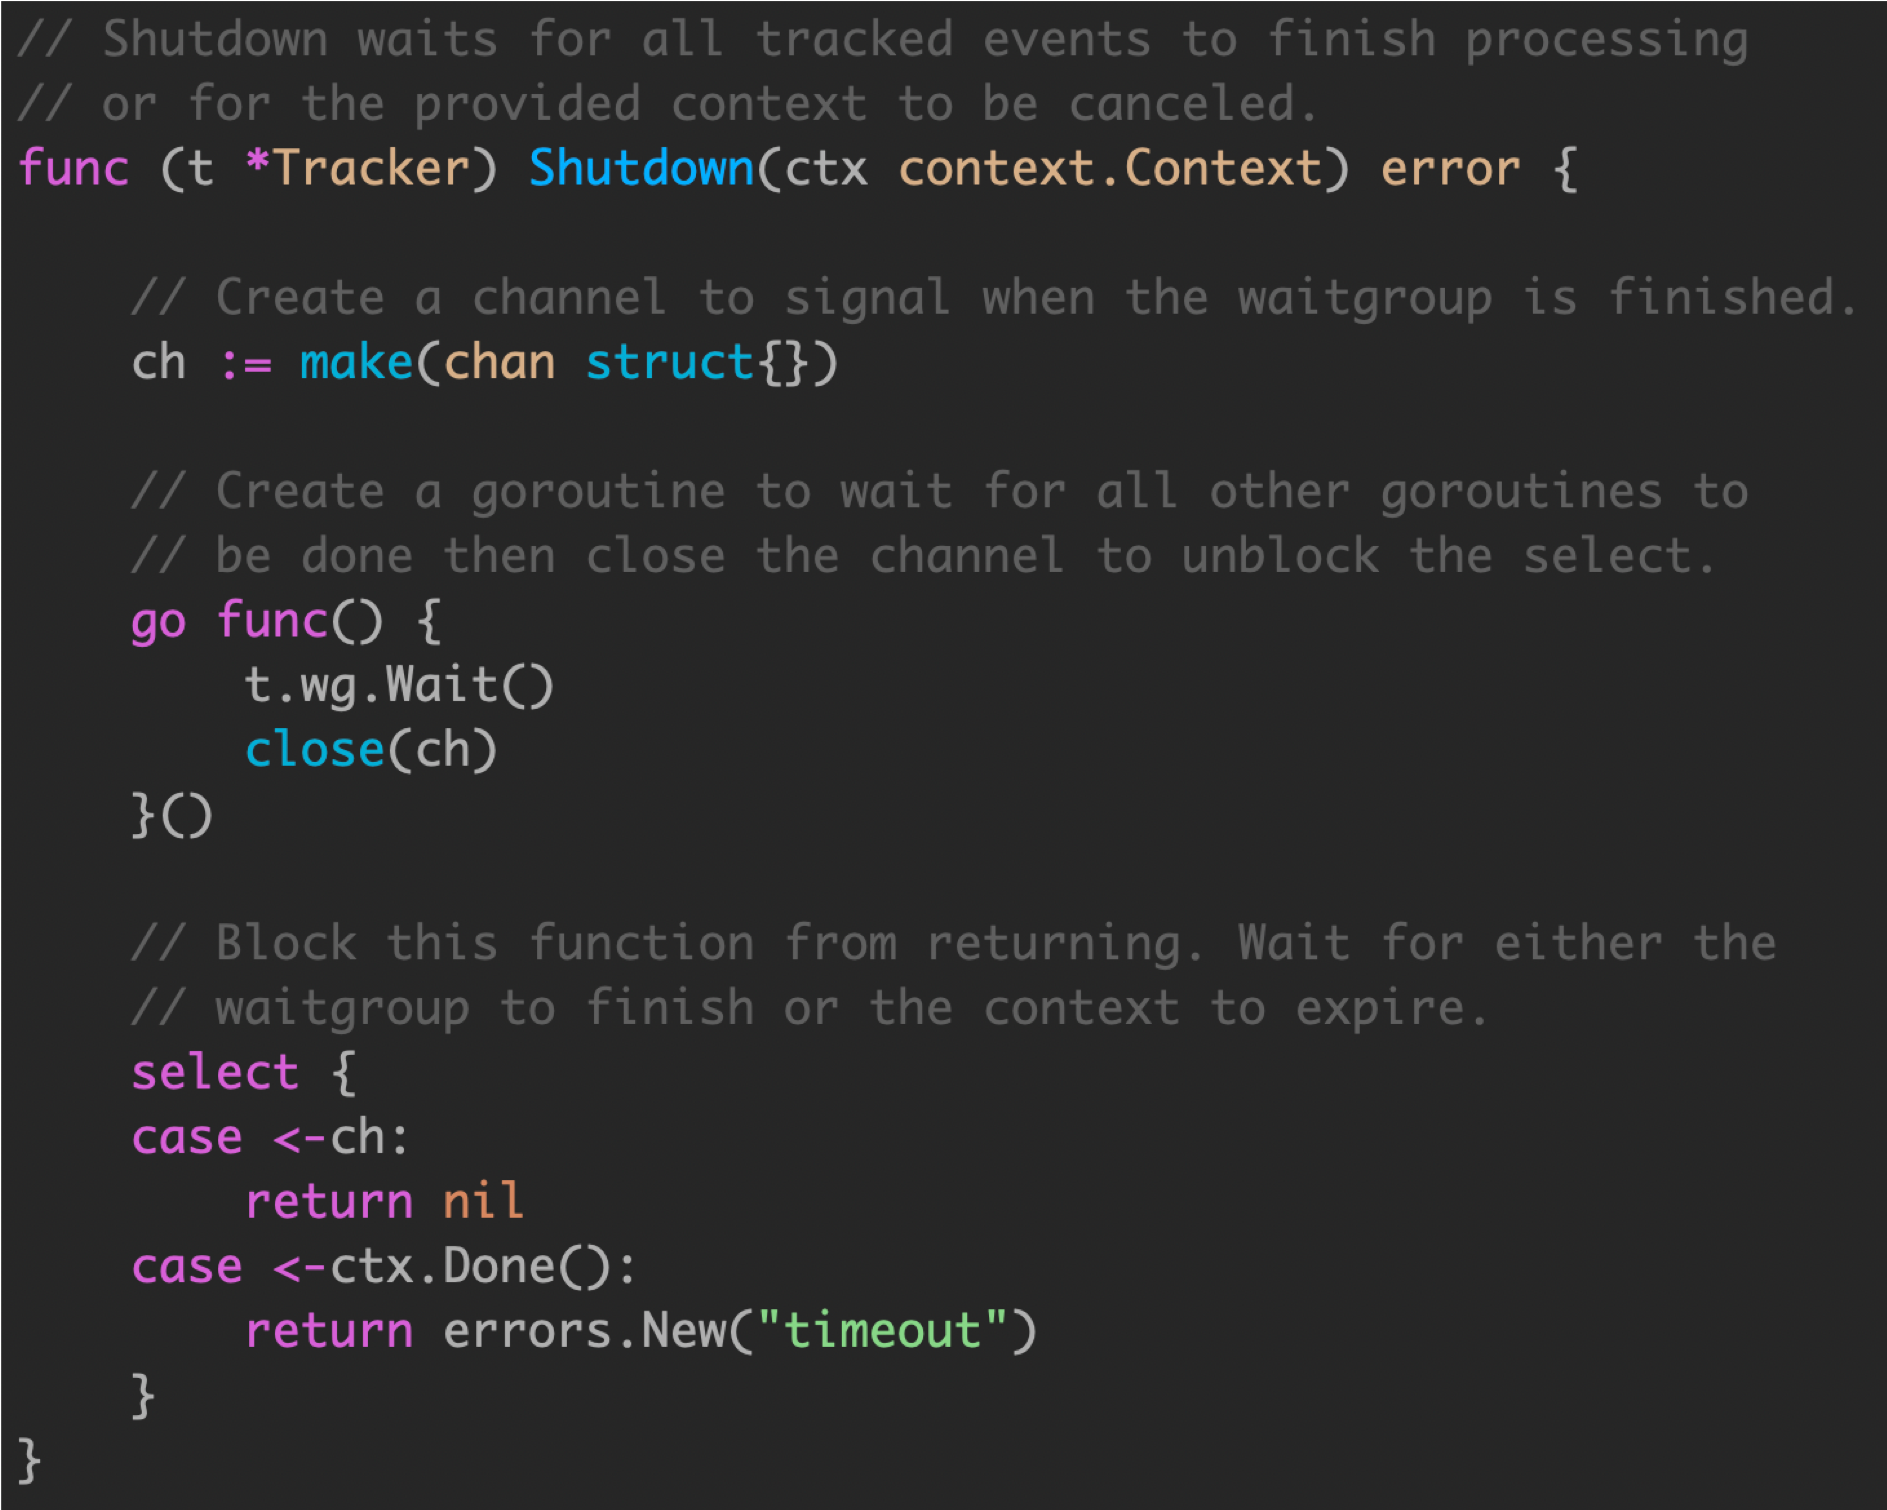 // Shutdown waits for all tracked events to finish processing
// or for the provided context to be canceled.
func (t *Tracker) Shutdown(ctx context.Context) error {
// Create a channel to signal when the waitgroup is finished.
ch := make(chan struct{})
// Create a goroutine to wait for all other goroutines to
// be done then close the channel to unblock the select.
go func() {
t.wg.Wait()
close(ch)
}()
// Block this function from returning. Wait for either the
// waitgroup to finish or the context to expire.
select {
case <-ch:
return nil
case <-ctx.Done():
return errors.New("timeout")
}
}